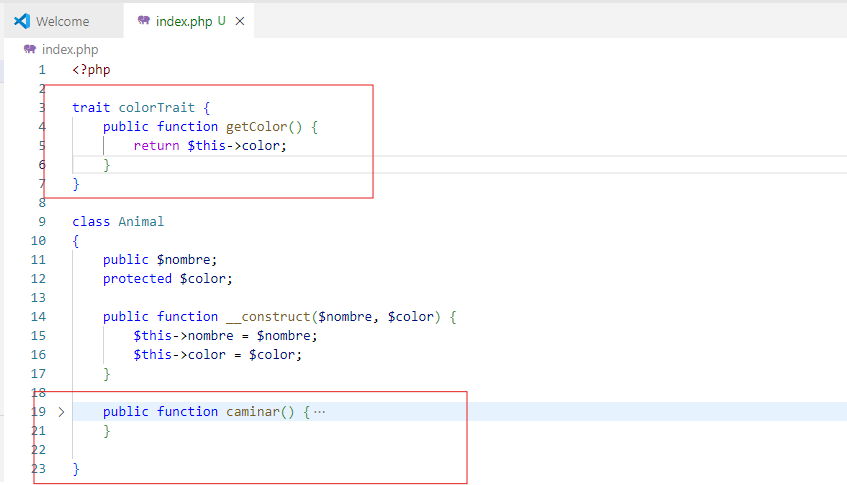 Welcome
index.php U
index.php
1 <?php
2
3 trait colorTrait {
4     public function getColor() {
5         return $this->color;
6     }
7 }
8
9 class Animal
10 {
11     public $nombre;
12     protected $color;
13
14     public function __construct($nombre, $color) {
15         $this->nombre = $nombre;
16         $this->color = $color;
17     }
18
19     public function caminar() {⋯
21     }
22
23 }